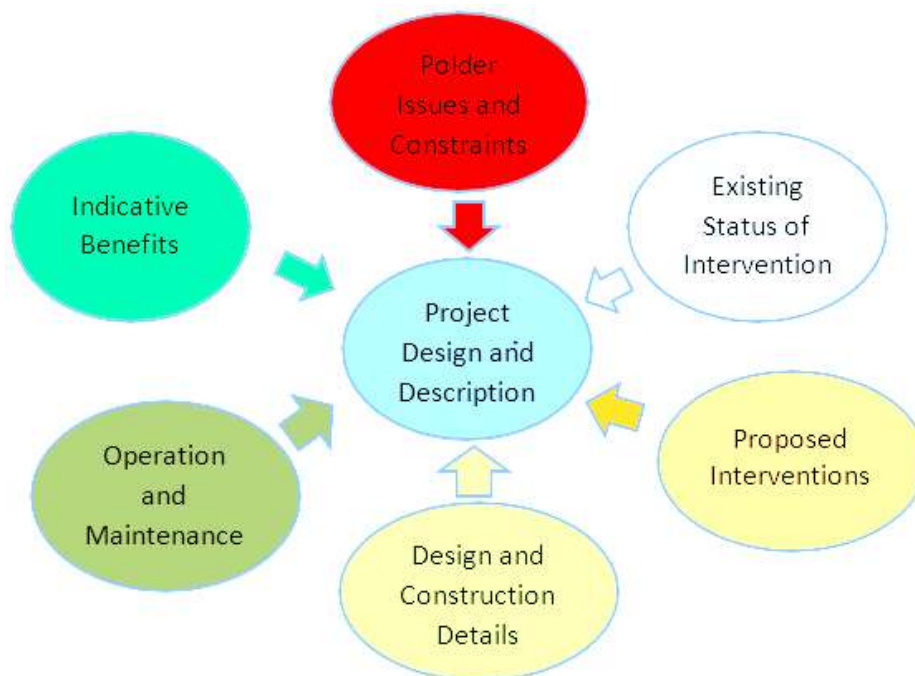 Polder
Issues and
Constraints
Existing
Status of
Intervention
Indicative
Benefits
Project
Design and
Description
Proposed
Interventions
Operation
and
Maintenance
Design and
Construction
Details